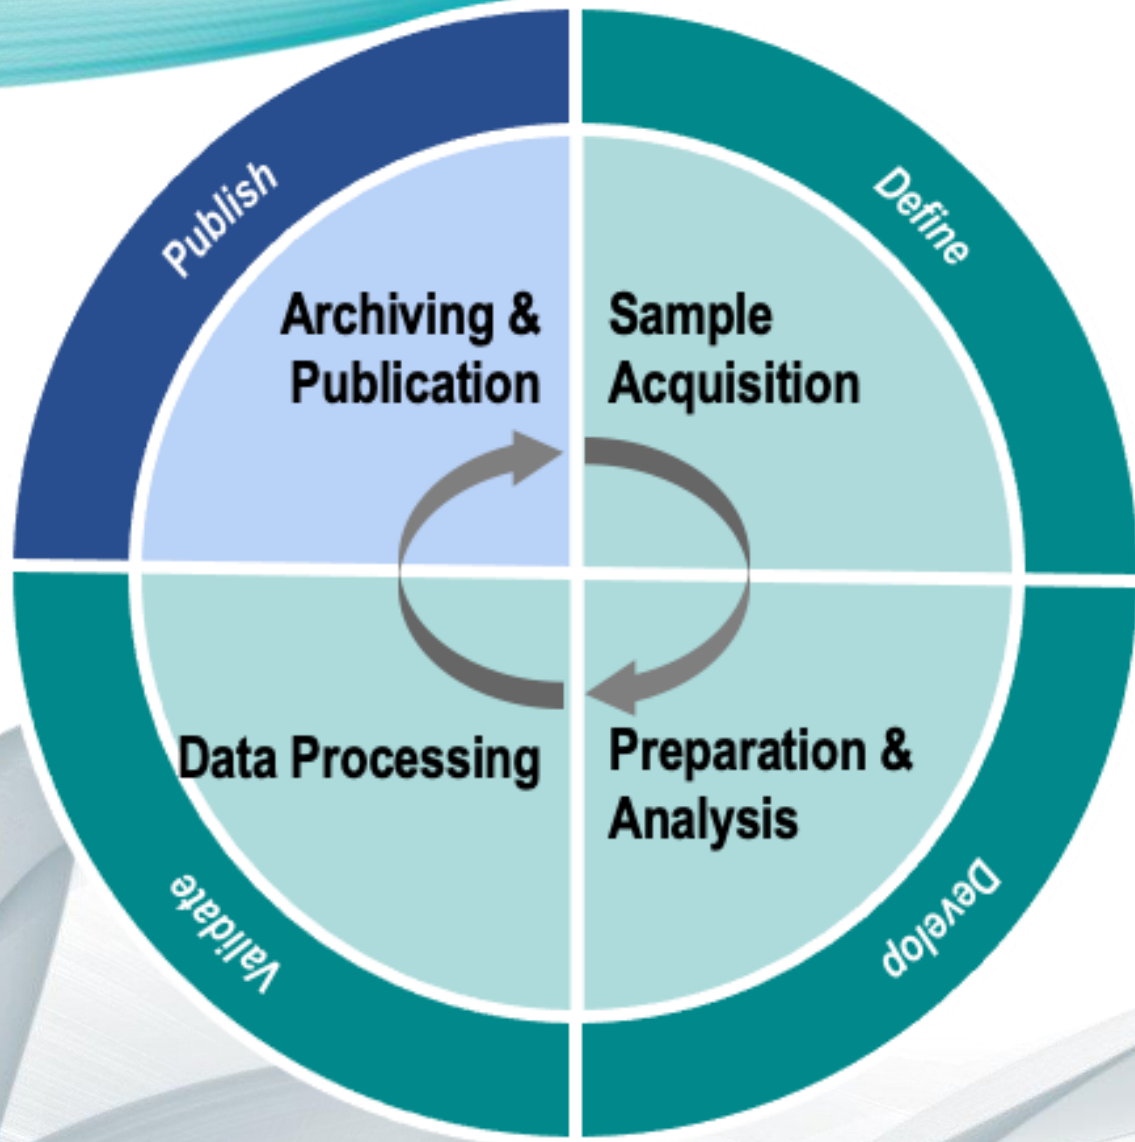 Publish
Define
Archiving &
Publication
Sample
Acquisition
Data Processing
Preparation &
Analysis
Validate
Develop